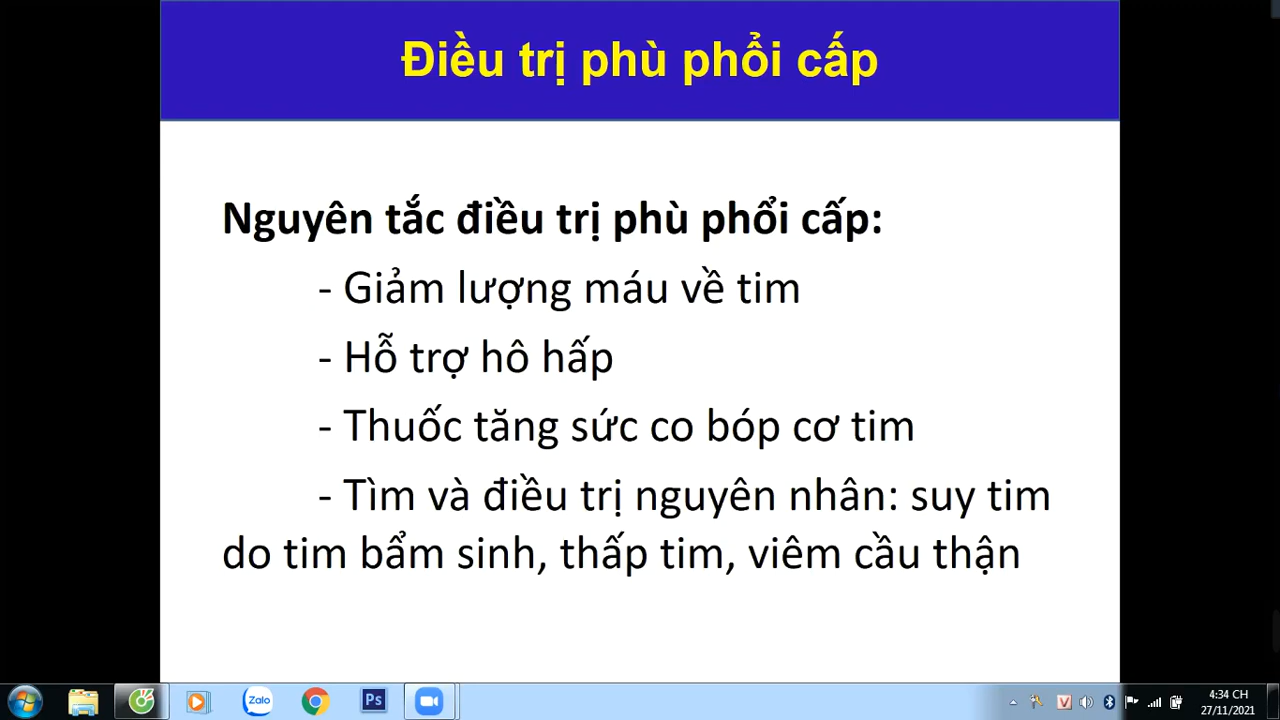 Điều trị phù phổi cấp
Nguyên tắc điều trị phù phổi cấp:
- Giảm lượng máu về tim
- Hỗ trợ hô hấp
- Thuốc tăng sức co bóp cơ tim
- Tìm và điều trị nguyên nhân: suy tim
do tim bẩm sinh, thấp tim, viêm cầu thận
Zalo
Ps
V
4:34 CH
27/11/2021